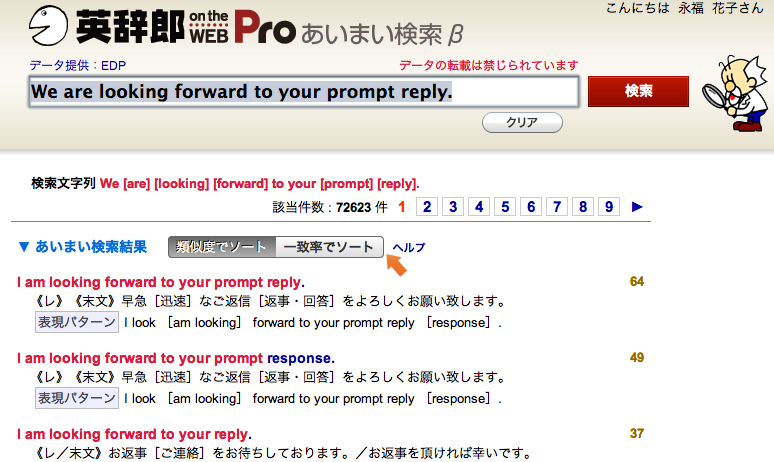 こんにちは 永福 花子さん
英辞郎 on the WEB Pro あいまい検索 β
データ提供：EDP データの転載は禁じられています
We are looking forward to your prompt reply. 検索
クリア
検索文字列 We [are] [looking] [forward] to your [prompt] [reply].
該当件数 : 72623 件 1 2 3 4 5 6 7 8 9 ▶
▼ あいまい検索結果 類似度でソート 一致率でソート ヘルプ
I am looking forward to your prompt reply. 64
《レ》《末文》早急［迅速］なご返信［返事・回答］をよろしくお願い致します。
表現パターン I look ［am looking］ forward to your prompt reply ［response］.
I am looking forward to your prompt response. 49
《レ》《末文》早急［迅速］なご返信［返事・回答］をよろしくお願い致します。
表現パターン I look ［am looking］ forward to your prompt reply ［response］.
I am looking forward to your reply. 37
《レ／末文》お返事［ご連絡］をお待ちしております。／お返事を頂ければ幸いです。